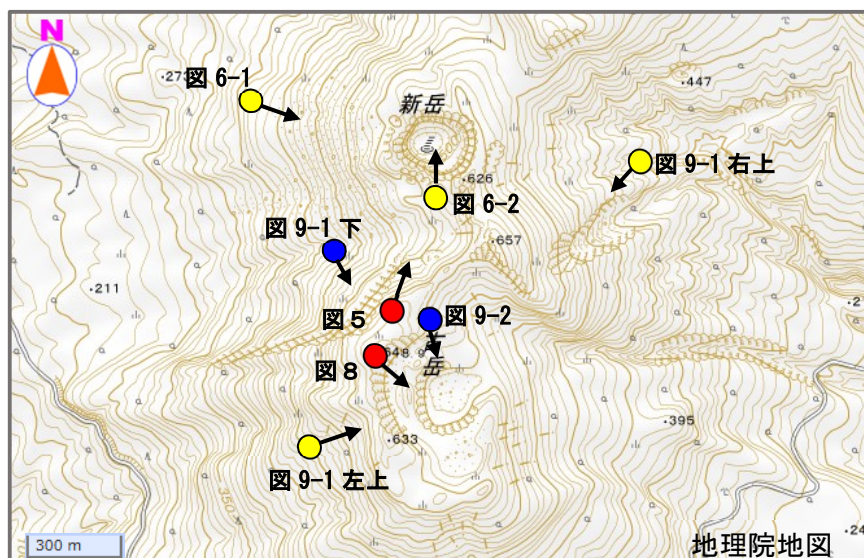 N
・273
図 6-1
新岳
・447
図 9-1 右上
・626
図 6-2
図 9-1 下
・657
・211
図 5
図 9-2
岳
図 8
・633
・395
図 9-1 左上
350
300 m
地理院地図